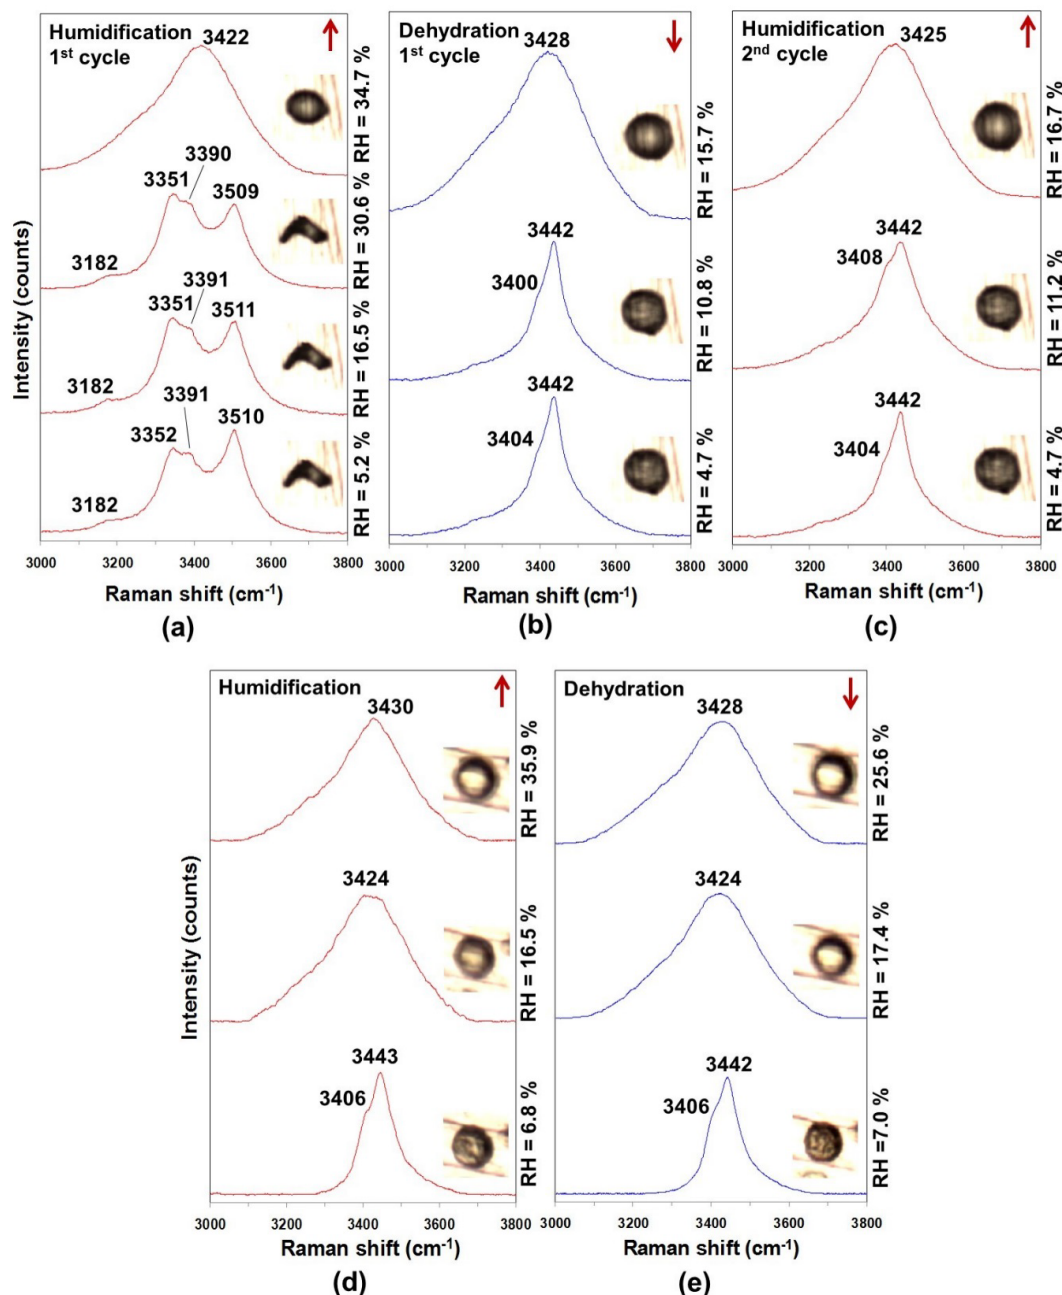 Humidification
1st cycle
3422
RH = 34.7 %
3390
3351
3509
3182
RH = 30.6 %
3391
3351
3511
3182
RH = 16.5 %
3391
3352
3510
3182
RH = 5.2 %
Intensity (counts)
3000 3200 3400 3600 3800
Raman shift (cm-1)
(a)
Dehydration
1st cycle
3428
RH = 15.7 %
3442
3400
RH = 10.8 %
3442
3404
RH = 4.7 %
3000 3200 3400 3600 3800
Raman shift (cm-1)
(b)
Humidification
2nd cycle
3425
RH = 16.7 %
3442
3408
RH = 11.2 %
3442
3404
RH = 4.7 %
3000 3200 3400 3600 3800
Raman shift (cm-1)
(c)
Humidification
3430
RH = 35.9 %
3424
RH = 16.5 %
3443
3406
RH = 6.8 %
Intensity (counts)
3000 3200 3400 3600 3800
Raman shift (cm-1)
(d)
Dehydration
3428
RH = 25.6 %
3424
RH = 17.4 %
3442
3406
RH =7.0 %
3000 3200 3400 3600 3800
Raman shift (cm-1)
(e)